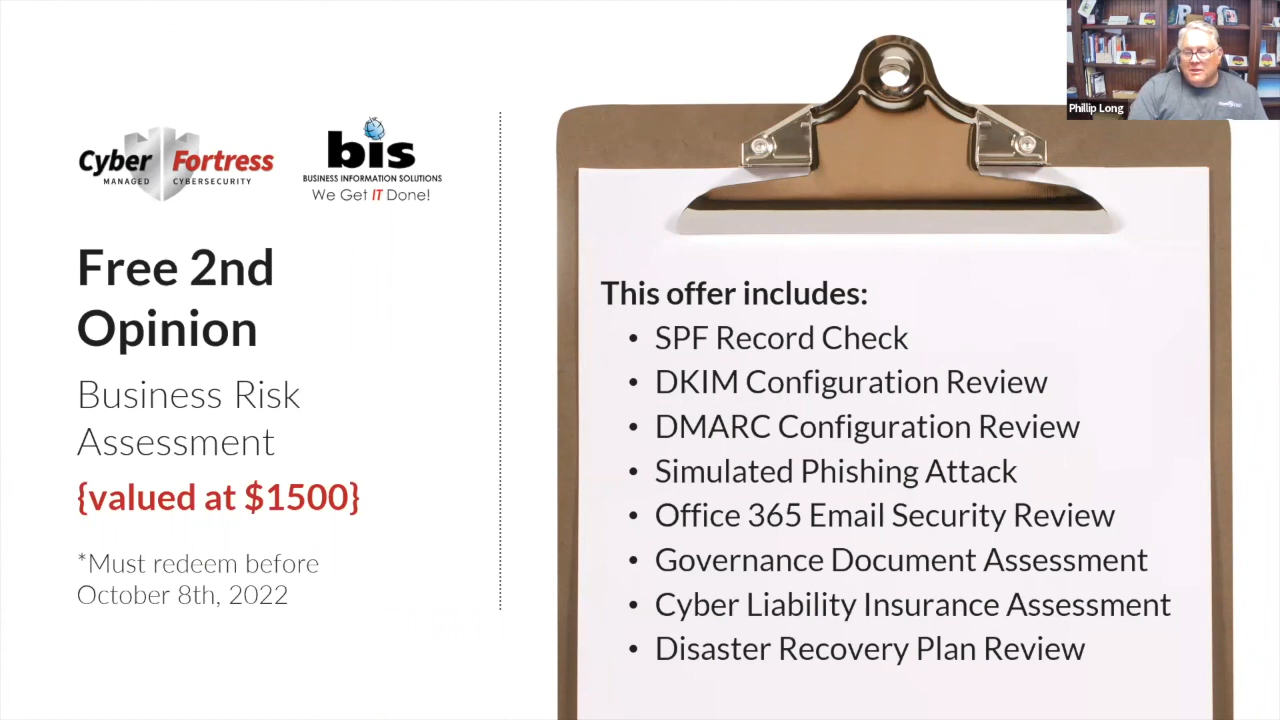 Cyber Fortress
MANAGED CYBERSECURITY
bis
BUSINESS INFORMATION SOLUTIONS
We Get IT Done!
Free 2nd
Opinion
Business Risk
Assessment
{valued at $1500}
*Must redeem before
October 8th, 2022
This offer includes:
• SPF Record Check
• DKIM Configuration Review
• DMARC Configuration Review
• Simulated Phishing Attack
• Office 365 Email Security Review
• Governance Document Assessment
• Cyber Liability Insurance Assessment
• Disaster Recovery Plan Review
BIS
Phillip Long